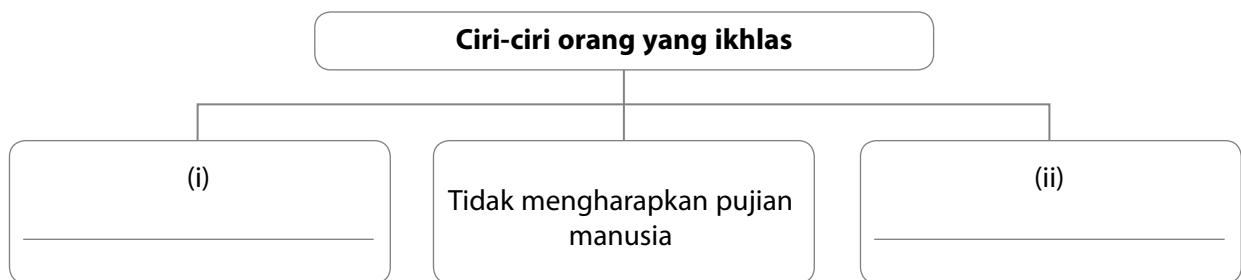 Ciri-ciri orang yang ikhlas
(i)
Tidak mengharapkan pujian
manusia
(ii)